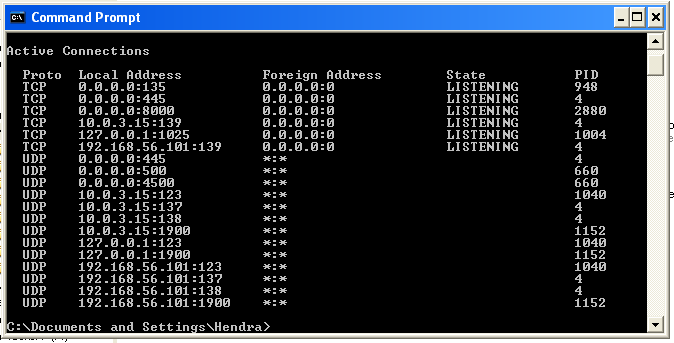 Command Prompt
Active Connections
Proto Local Address Foreign Address State PID
TCP 0.0.0.0:135 0.0.0.0:0 LISTENING 948
TCP 0.0.0.0:445 0.0.0.0:0 LISTENING 4
TCP 0.0.0.0:8000 0.0.0.0:0 LISTENING 2880
TCP 10.0.3.15:139 0.0.0.0:0 LISTENING 4
TCP 127.0.0.1:1025 0.0.0.0:0 LISTENING 1004
TCP 192.168.56.101:139 0.0.0.0:0 LISTENING 4
UDP 0.0.0.0:445 *:* 4
UDP 0.0.0.0:500 *:* 660
UDP 0.0.0.0:4500 *:* 660
UDP 10.0.3.15:123 *:* 1040
UDP 10.0.3.15:137 *:* 4
UDP 10.0.3.15:138 *:* 4
UDP 10.0.3.15:1900 *:* 1152
UDP 127.0.0.1:123 *:* 1040
UDP 127.0.0.1:1900 *:* 1152
UDP 192.168.56.101:123 *:* 1040
UDP 192.168.56.101:137 *:* 4
UDP 192.168.56.101:138 *:* 4
UDP 192.168.56.101:1900 *:* 1152
C:\Documents and Settings\Hendra>